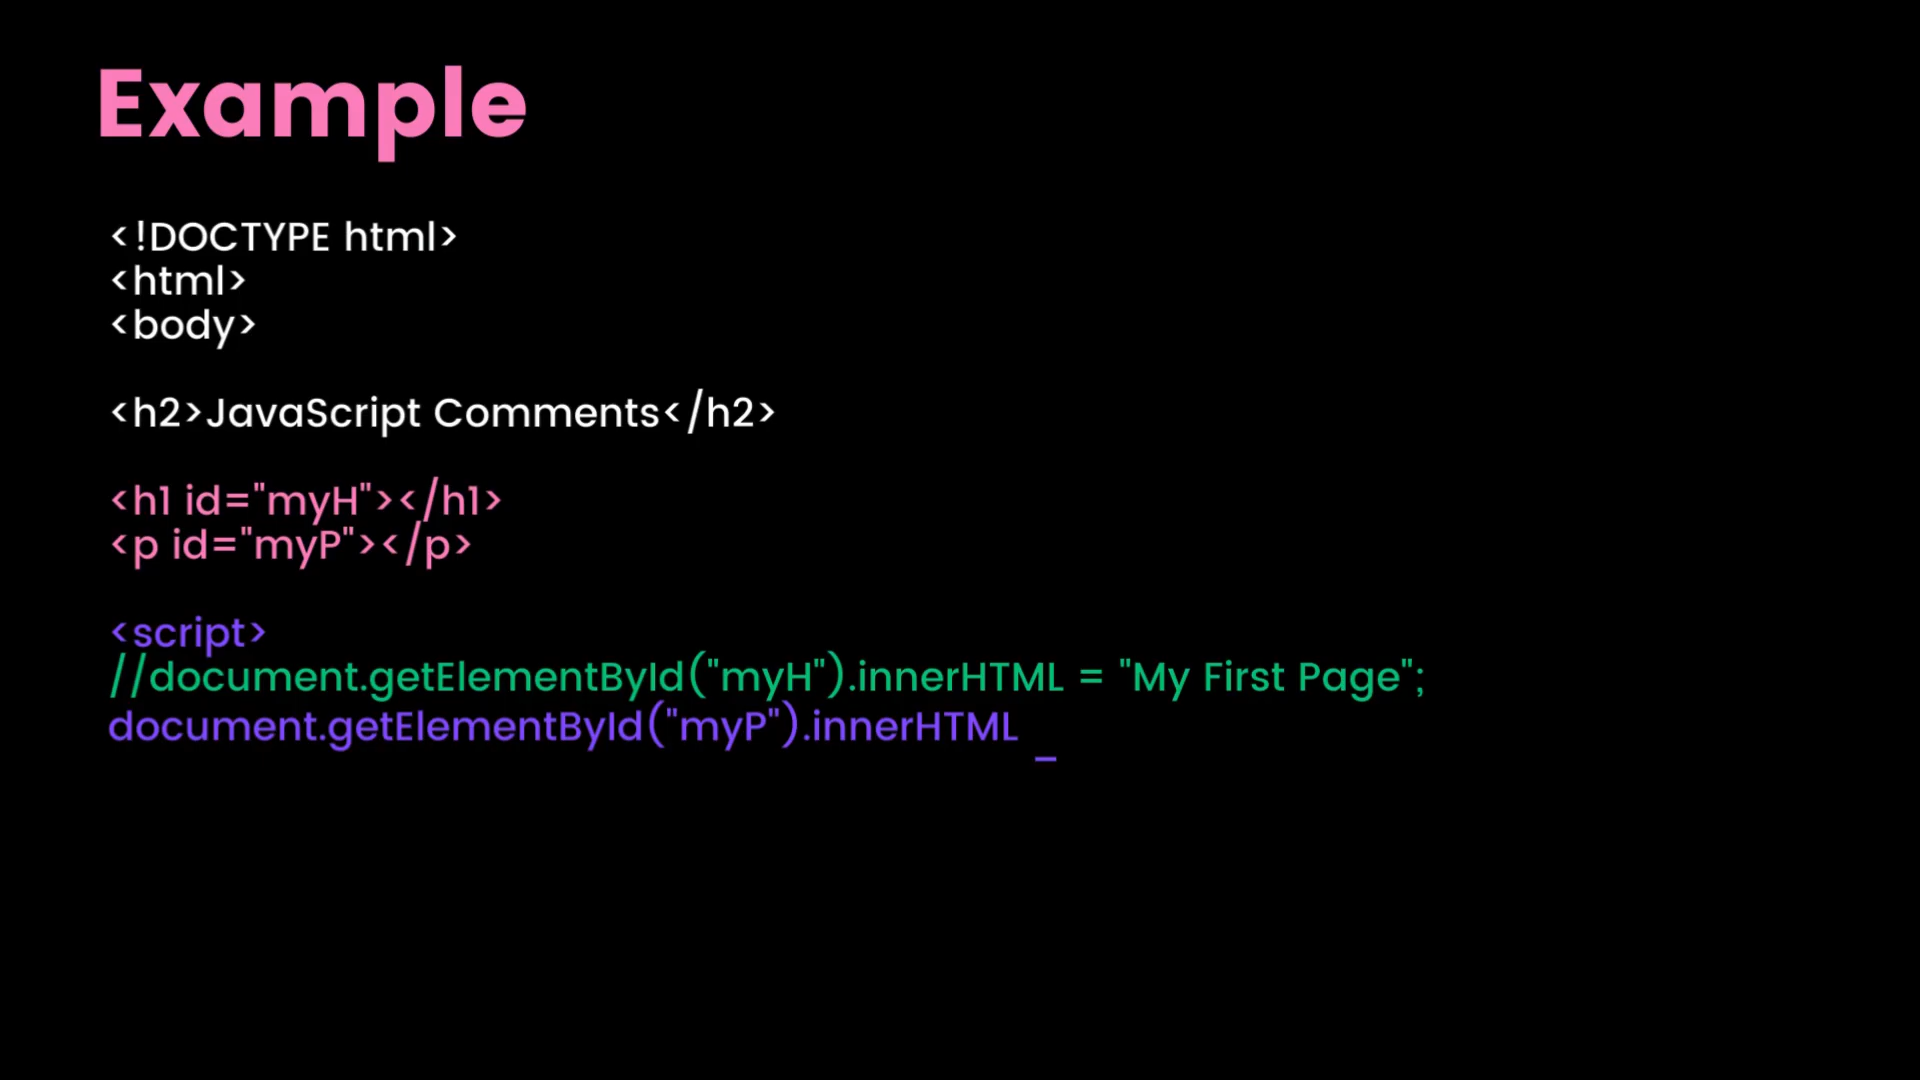 Example
<!DOCTYPE html>
<html>
<body>
<h2>JavaScript Comments</h2>
<h1 id="myH"></h1>
<p id="myP"></p>
<script>
//document.getElementById("myH").innerHTML = "My First Page";
document.getElementById("myP").innerHTML _